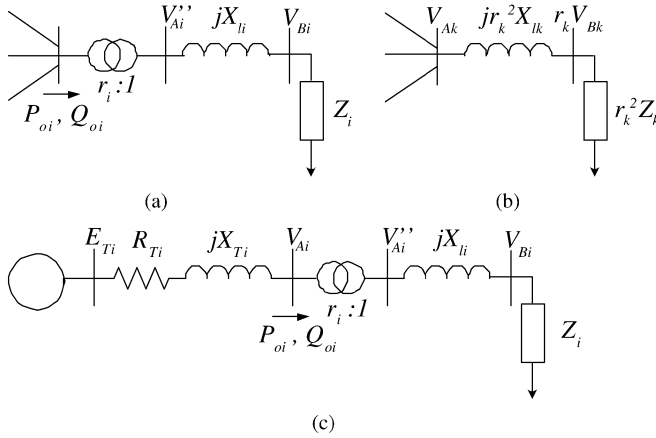 V''Ai jXli VBi
ri:1
Poi, Qoi
Zi
(a)
VAk jrk²Xlk rkVBk
rk²Zk
(b)
ETi RTi jXTi VAi V''Ai jXli VBi
ri:1
Poi, Qoi
Zi
(c)